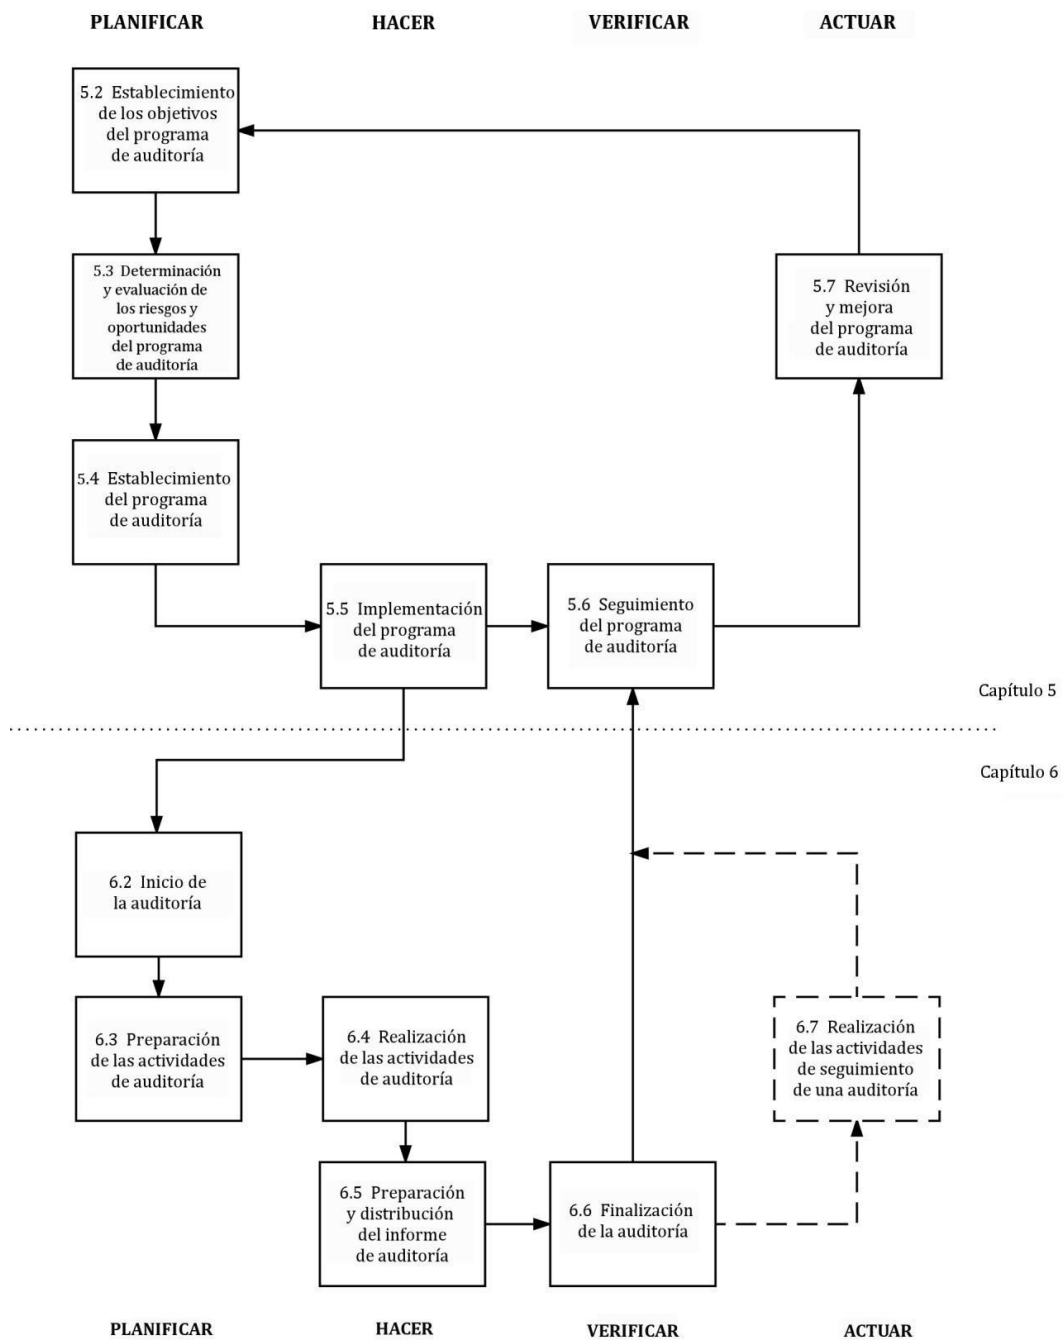 PLANIFICAR
HACER
VERIFICAR
ACTUAR
5.2 Establecimiento
de los objetivos
del programa
de auditoría
5.3 Determinación
y evaluación de
los riesgos y
oportunidades
del programa
de auditoría
5.7 Revisión
y mejora
del programa
de auditoría
5.4 Establecimiento
del programa
de auditoría
5.5 Implementación
del programa
de auditoría
5.6 Seguimiento
del programa
de auditoría
Capítulo 5
Capítulo 6
6.2 Inicio de
la auditoría
6.3 Preparación
de las actividades
de auditoría
6.4 Realización
de las actividades
de auditoría
6.7 Realización
de las actividades
de seguimiento
de una auditoría
6.5 Preparación
y distribución
del informe
de auditoría
6.6 Finalización
de la auditoría
PLANIFICAR
HACER
VERIFICAR
ACTUAR